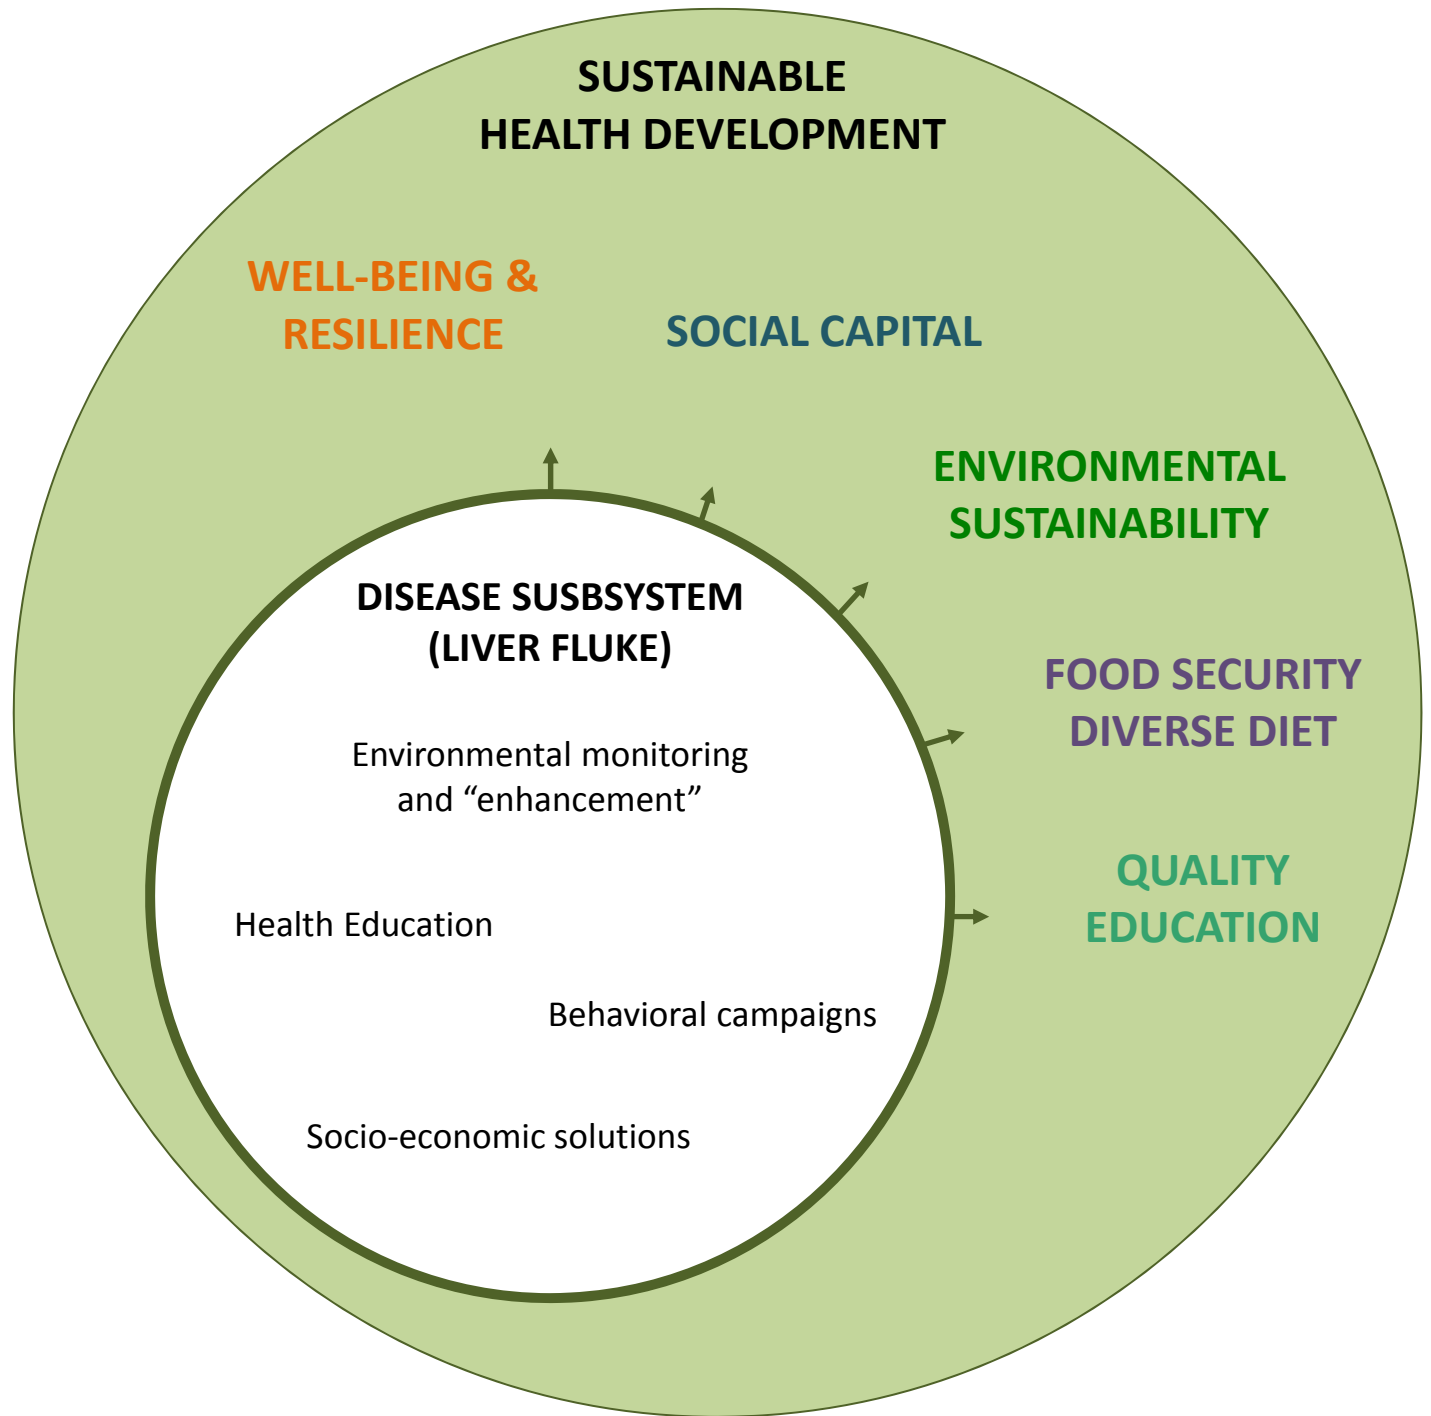 SUSTAINABLE
HEALTH DEVELOPMENT
WELL-BEING &
RESILIENCE
SOCIAL CAPITAL
ENVIRONMENTAL
SUSTAINABILITY
FOOD SECURITY
DIVERSE DIET
QUALITY
EDUCATION
DISEASE SUSBSYSTEM
(LIVER FLUKE)
Environmental monitoring
and “enhancement”
Health Education
Behavioral campaigns
Socio-economic solutions